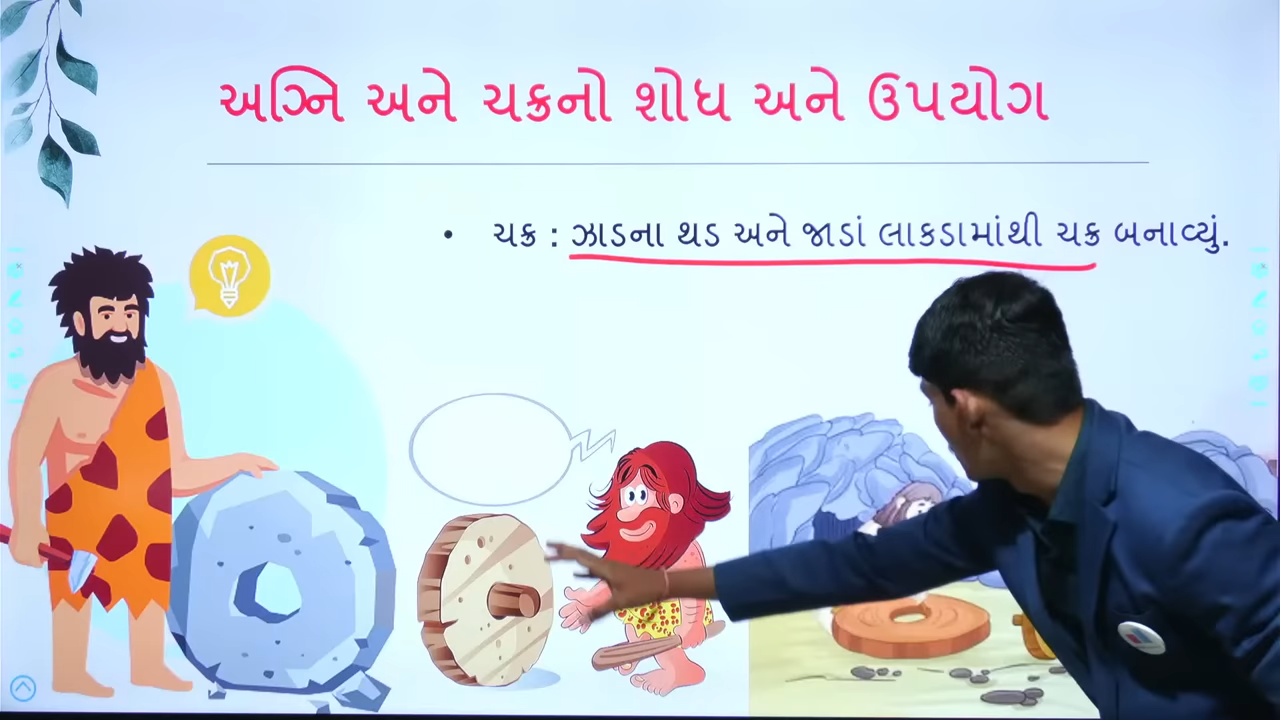 અગ્નિ અને ચક્રનો શોધ અને ઉપયોગ
• ચક્ર : ઝાડના થડ અને જાડાં લાકડામાંથી ચક્ર બનાવ્યું.